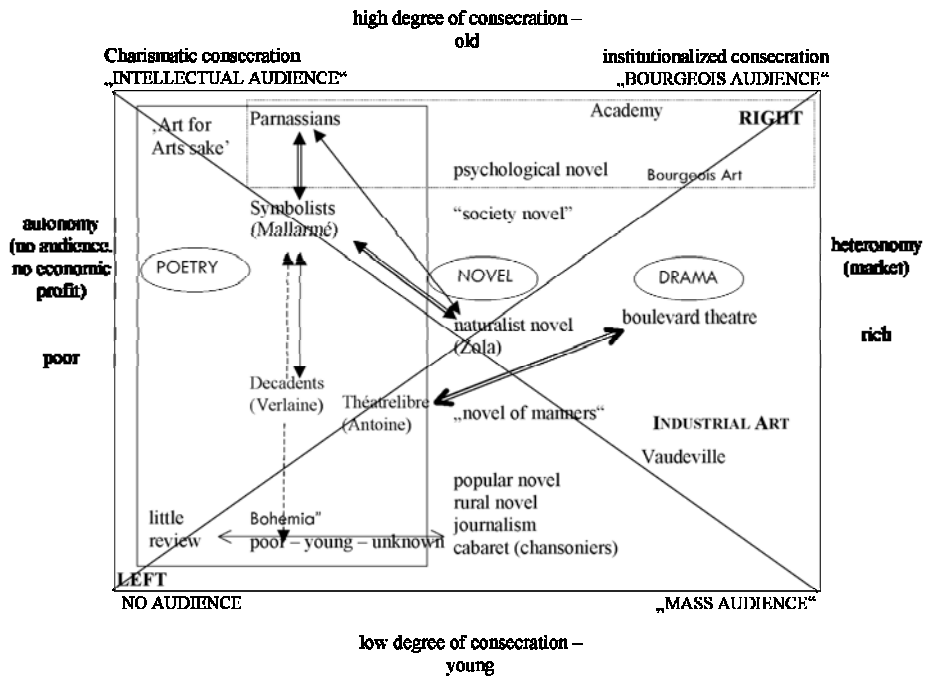 high degree of consecration –
old
Charismatic consecration
„INTELLECTUAL AUDIENCE“
institutionalized consecration
„BOURGEOIS AUDIENCE“
‚Art for
Arts sake’
Parnassians
Academy
RIGHT
psychological novel
Bourgeois Art
Symbolists
(Mallarmé)
“society novel”
autonomy
(no audience,
no economic
profit)
poor
POETRY
NOVEL
DRAMA
heteronomy
(market)
rich
naturalist novel
(Zola)
boulevard theatre
Decadents
(Verlaine)
Théatrelibre
(Antoine)
„novel of manners“
INDUSTRIAL ART
Vaudeville
popular novel
rural novel
journalism
cabaret (chansoniers)
little
review
Bohemia”
poor – young – unknown
LEFT
NO AUDIENCE
„MASS AUDIENCE“
low degree of consecration –
young